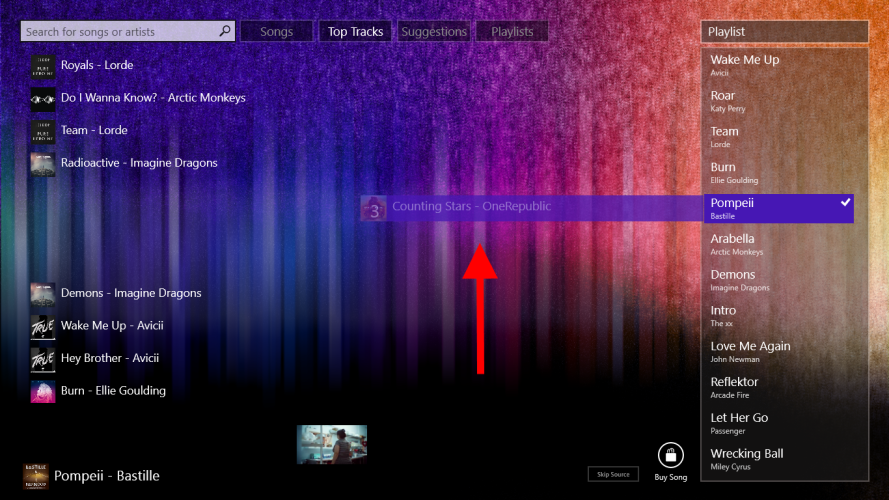 Search for songs or artists
Songs
Top Tracks
Suggestions
Playlists
Playlist
Royals - Lorde
Do I Wanna Know? - Arctic Monkeys
Team - Lorde
Radioactive - Imagine Dragons
3
Counting Stars - OneRepublic
Demons - Imagine Dragons
TRUE
Wake Me Up - Avicii
TRUE
Hey Brother - Avicii
Burn - Ellie Goulding
Wake Me Up
Avicii
Roar
Katy Perry
Team
Lorde
Burn
Ellie Goulding
Pompeii
Bastille
Arabella
Arctic Monkeys
Demons
Imagine Dragons
Intro
The xx
Love Me Again
John Newman
Reflektor
Arcade Fire
Let Her Go
Passenger
Wrecking Ball
Miley Cyrus
BASTILLE
Pompeii - Bastille
Skip Source
Buy Song